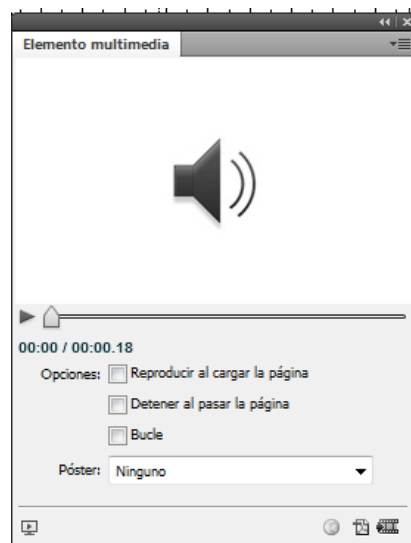 Elemento multimedia
00:00 / 00:00.18
Opciones: Reproducir al cargar la página
Detener al pasar la página
Bucle
Póster: Ninguno